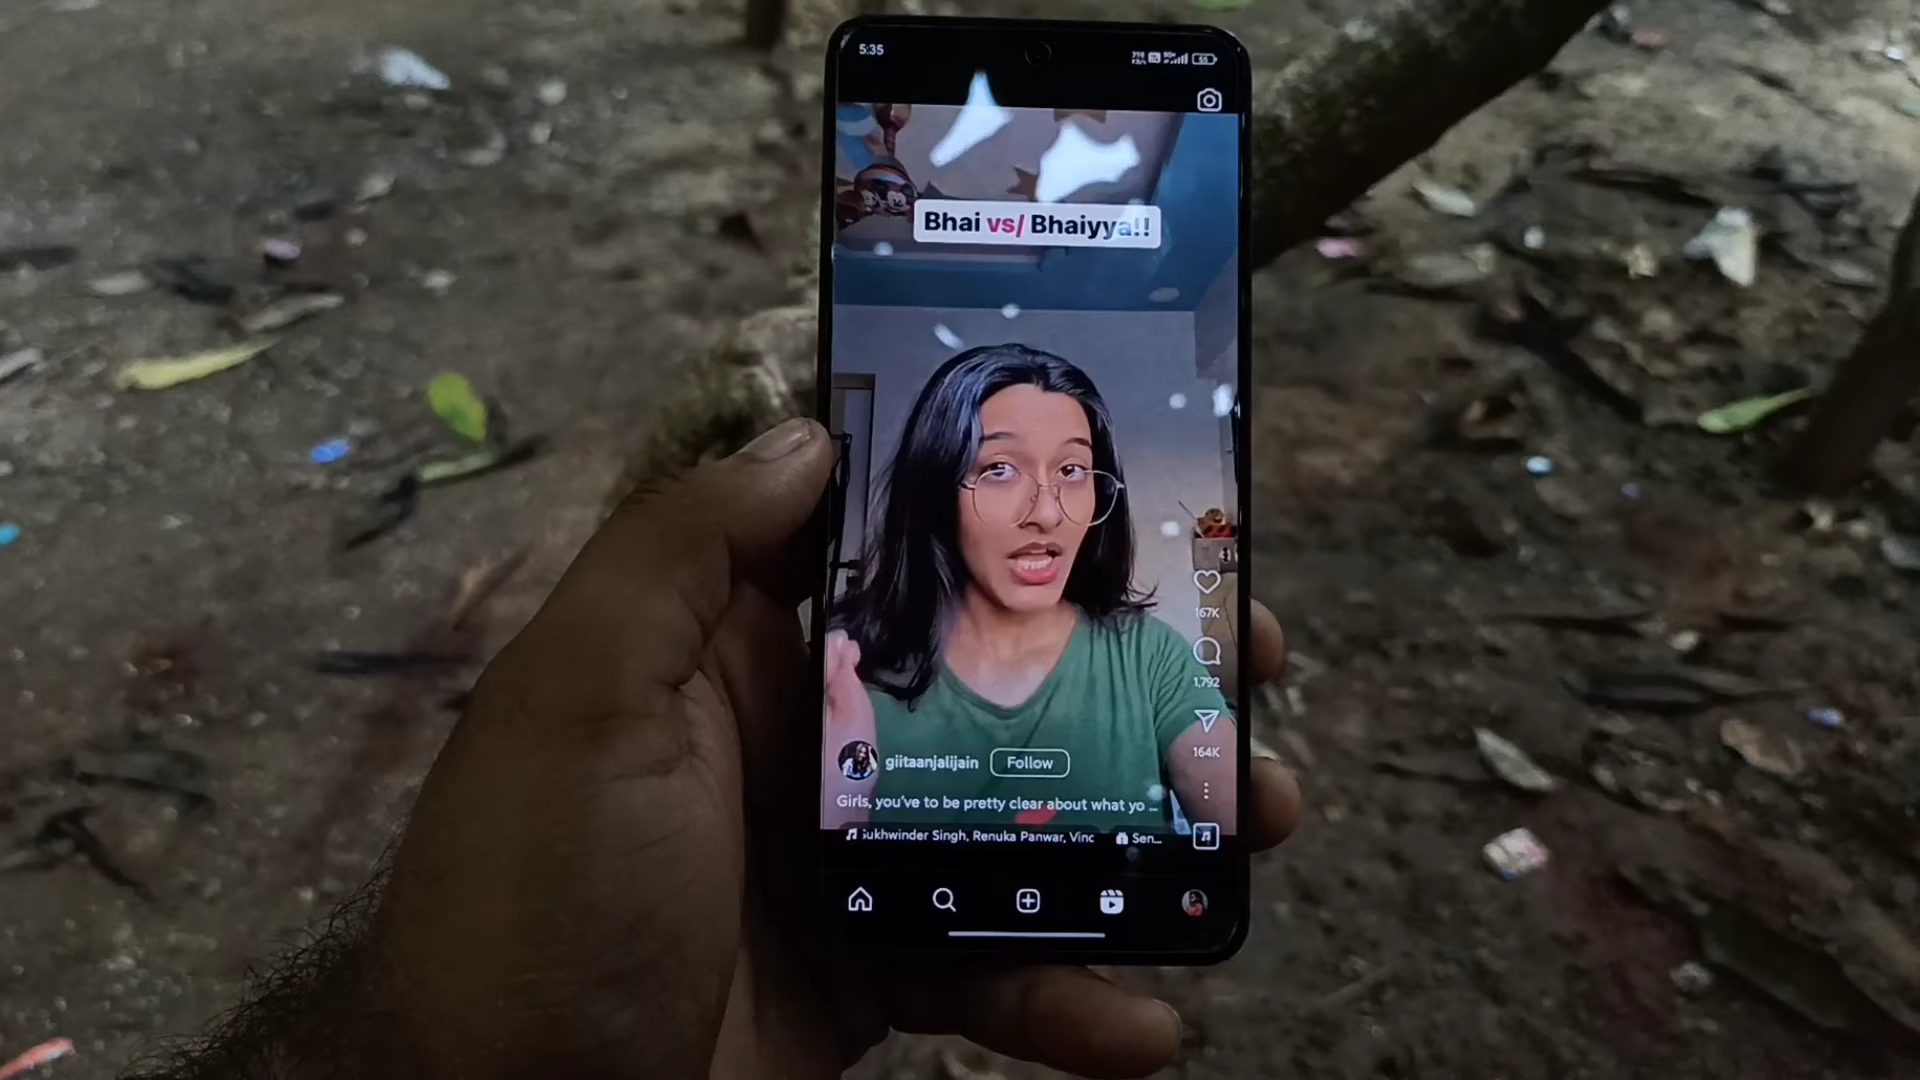 5:35
55
Bhai vs/ Bhaiyya!!
167K
1,792
164K
giitaanjalijain
Follow
Girls, you've to be pretty clear about what yo ...
Sukhwinder Singh, Renuka Panwar, Vinc
Sen...